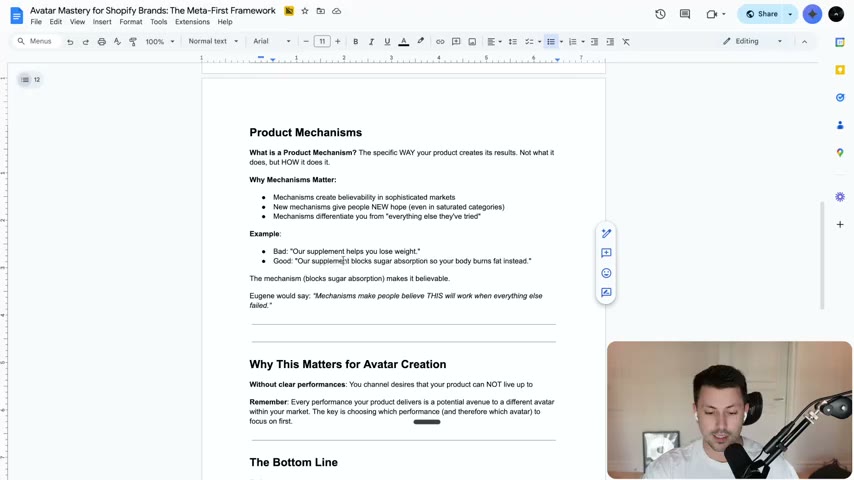 Avatar Mastery for Shopify Brands: The Meta-First Framework
File Edit View Insert Format Tools Extensions Help
Share
Menus
100%
Normal text
Arial
11
B I U A
Editing
1 1 2 3 4 5 6 7
12
Product Mechanisms
What is a Product Mechanism? The specific WAY your product creates its results. Not what it
does, but HOW it does it.
Why Mechanisms Matter:
● Mechanisms create believability in sophisticated markets
● New mechanisms give people NEW hope (even in saturated categories)
● Mechanisms differentiate you from "everything else they've tried"
Example:
● Bad: "Our supplement helps you lose weight."
● Good: "Our supplement blocks sugar absorption so your body burns fat instead."
The mechanism (blocks sugar absorption) makes it believable.
Eugene would say: "Mechanisms make people believe THIS will work when everything else
failed."
Why This Matters for Avatar Creation
Without clear performances: You channel desires that your product can NOT live up to
Remember: Every performance your product delivers is a potential avenue to a different avatar
within your market. The key is choosing which performance (and therefore which avatar) to
focus on first.
The Bottom Line